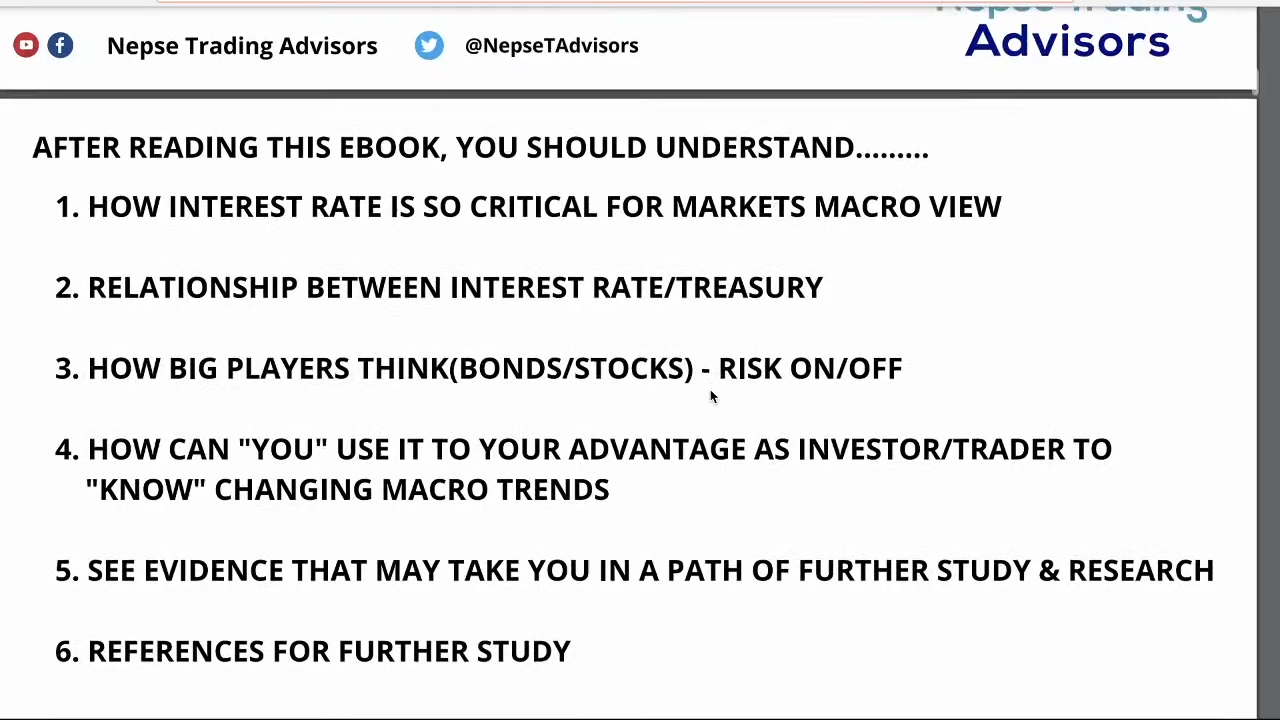 Nepse Trading
Advisors
Nepse Trading Advisors
@NepseTAdvisors
AFTER READING THIS EBOOK, YOU SHOULD UNDERSTAND.........
1. HOW INTEREST RATE IS SO CRITICAL FOR MARKETS MACRO VIEW
2. RELATIONSHIP BETWEEN INTEREST RATE/TREASURY
3. HOW BIG PLAYERS THINK(BONDS/STOCKS) - RISK ON/OFF
4. HOW CAN "YOU" USE IT TO YOUR ADVANTAGE AS INVESTOR/TRADER TO
"KNOW" CHANGING MACRO TRENDS
5. SEE EVIDENCE THAT MAY TAKE YOU IN A PATH OF FURTHER STUDY & RESEARCH
6. REFERENCES FOR FURTHER STUDY